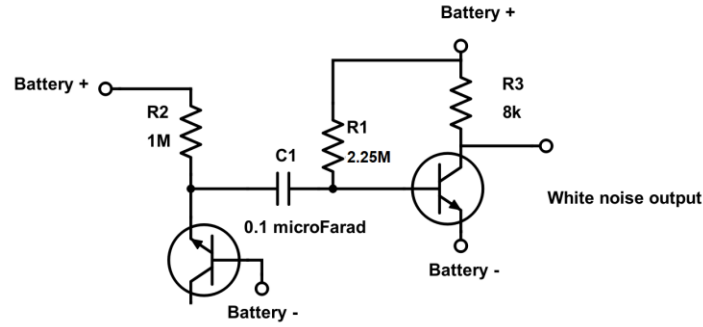 Battery +
Battery +
R2
1M
R3
8k
R1
2.25M
C1
0.1 microFarad
White noise output
Battery -
Battery -